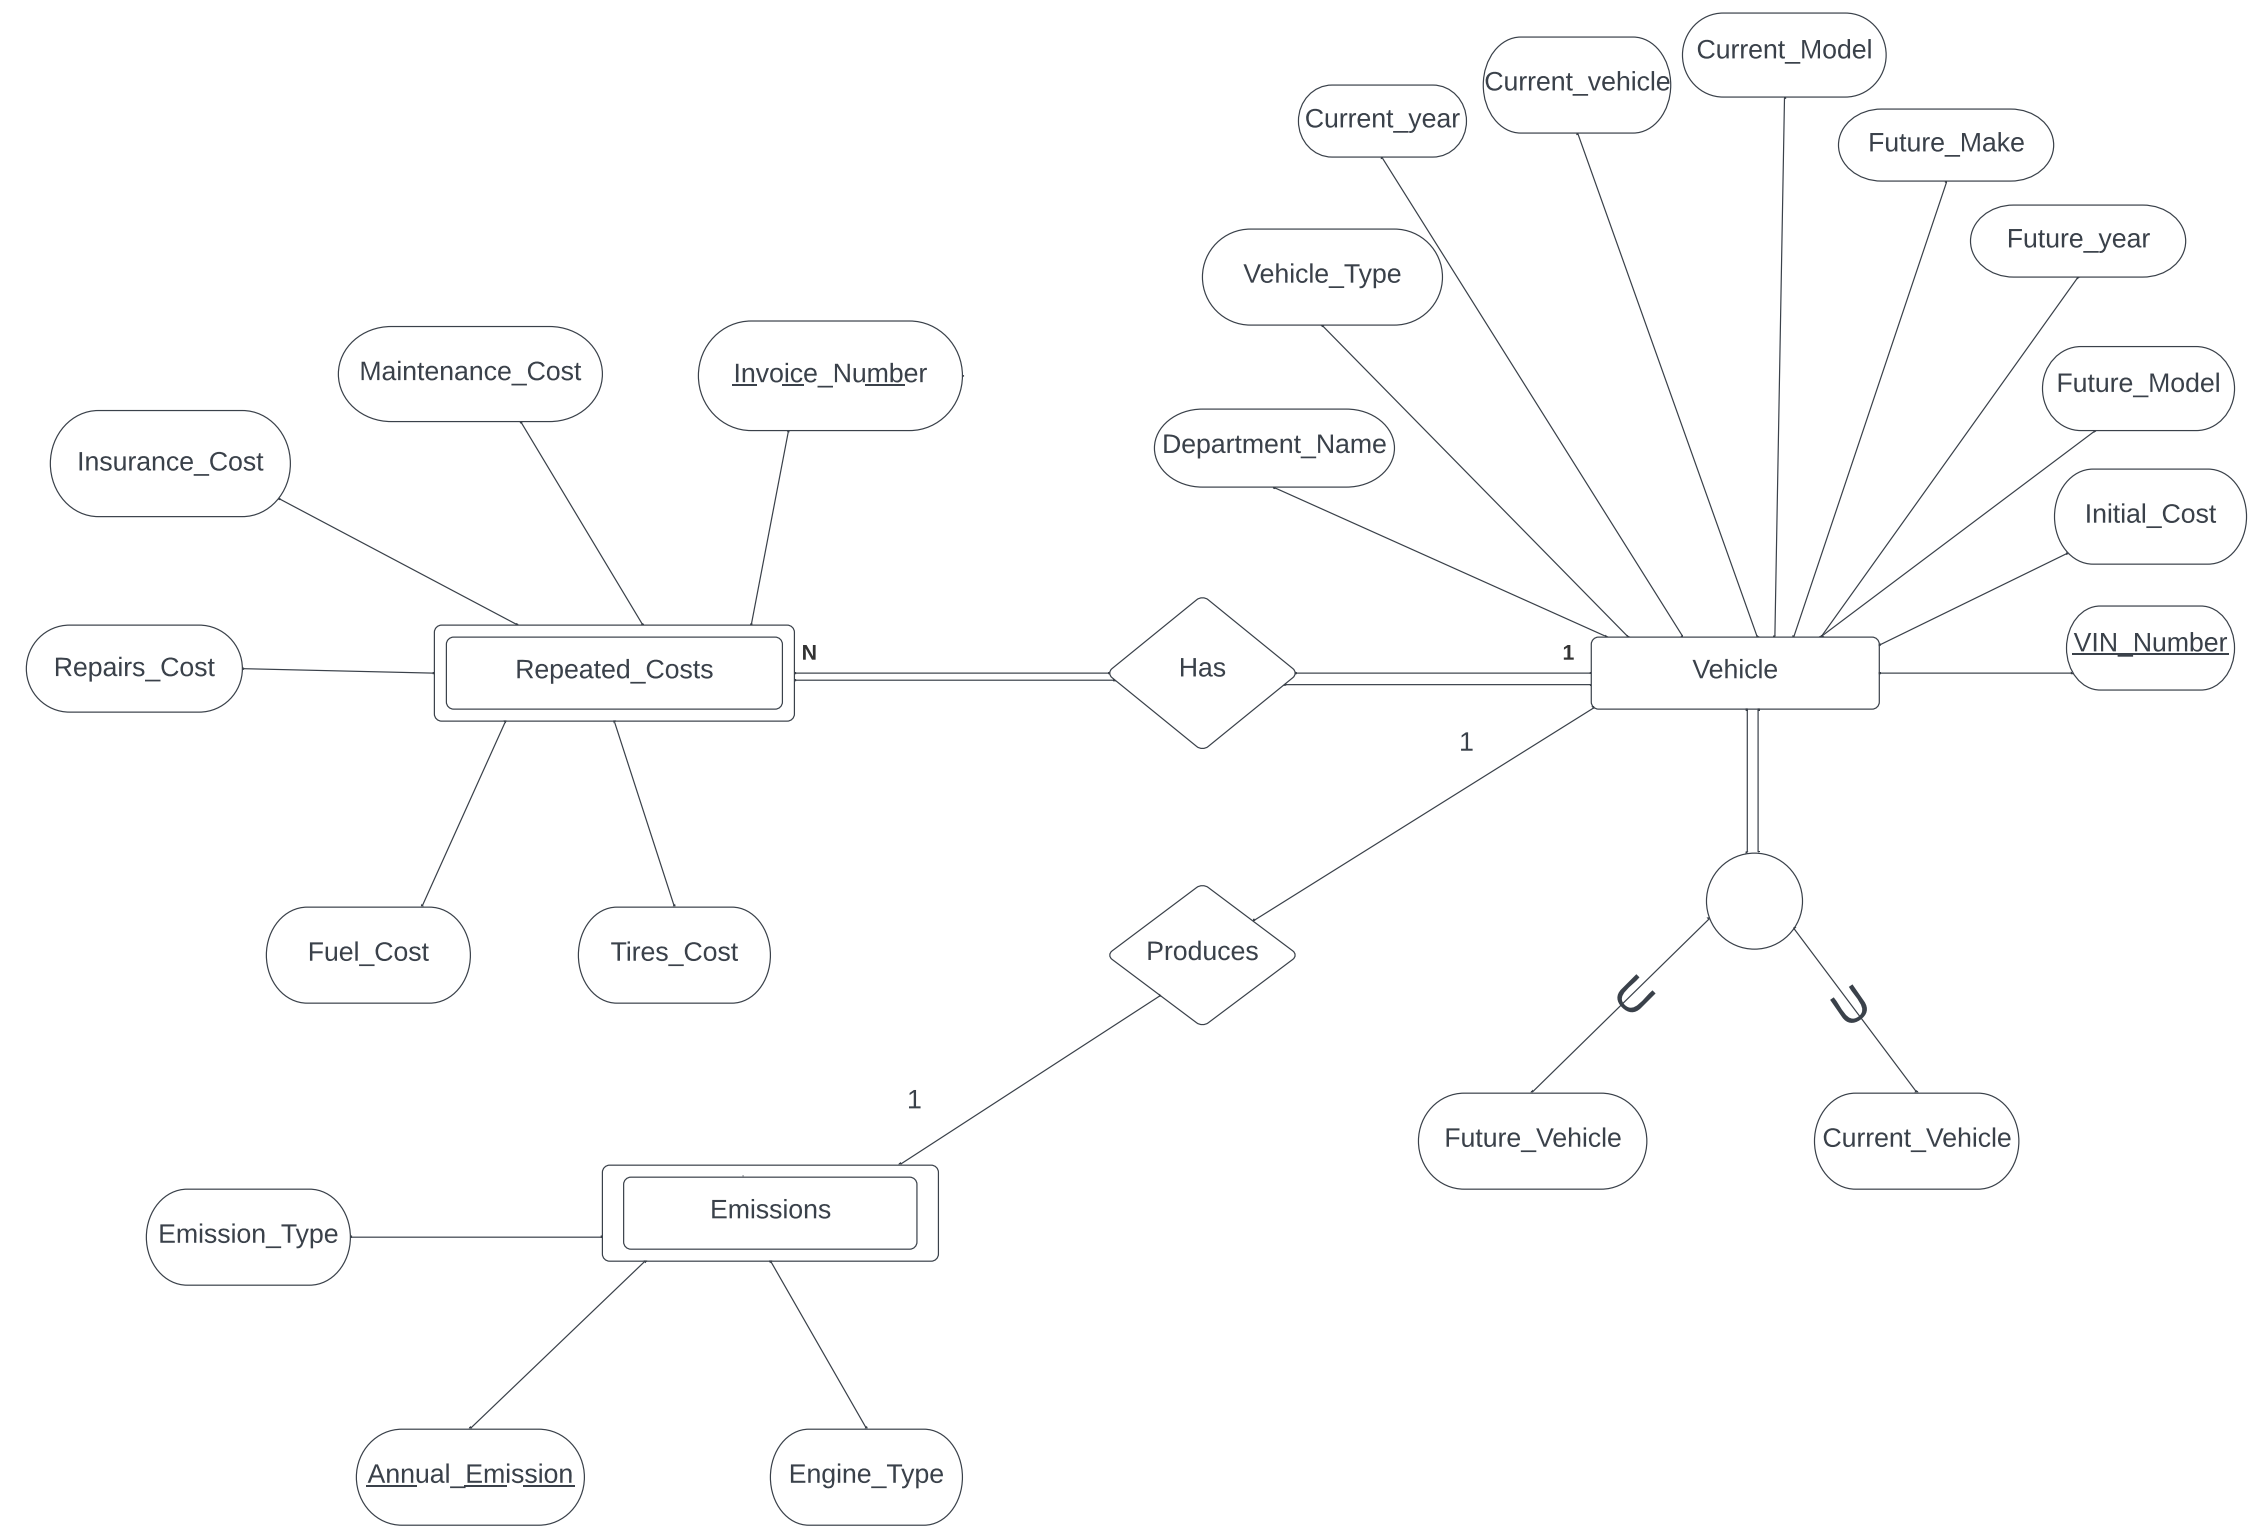 Current_Model
Current_vehicle
Current_year
Future_Make
Future_year
Vehicle_Type
Maintenance_Cost
Invoice_Number
Future_Model
Department_Name
Insurance_Cost
Initial_Cost
VIN_Number
Repairs_Cost
Repeated_Costs
N
Has
1
Vehicle
1
Fuel_Cost
Tires_Cost
Produces
1
Future_Vehicle
Current_Vehicle
Emissions
Emission_Type
Annual_Emission
Engine_Type